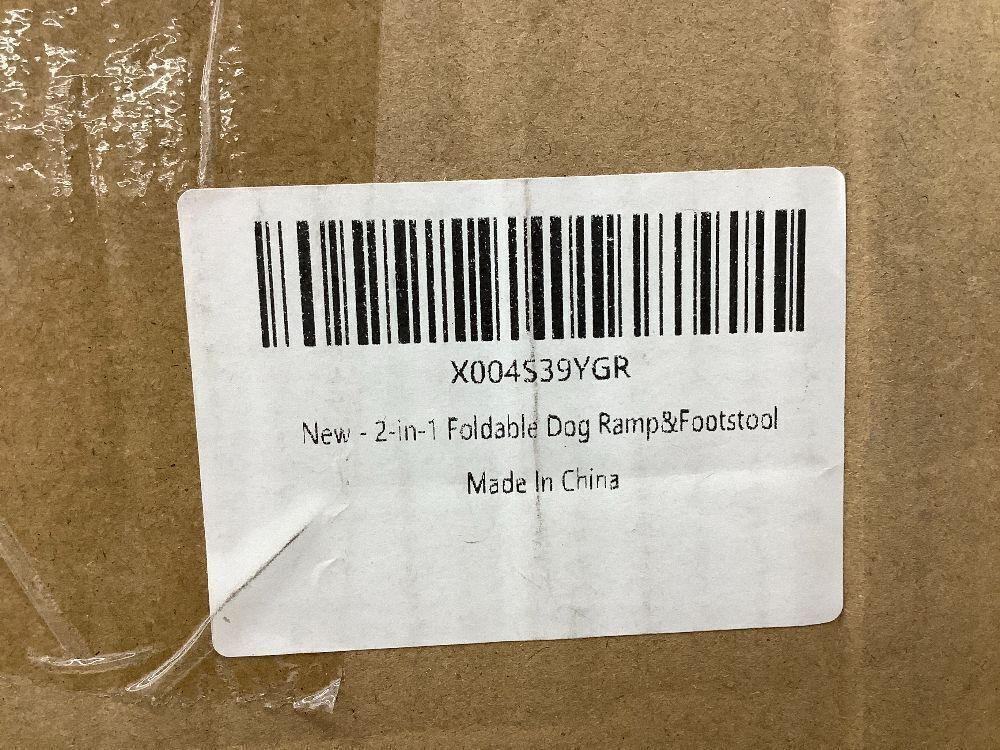 X004S39YGR
New - 2-in-1 Foldable Dog Ramp&Footstool
Made In China